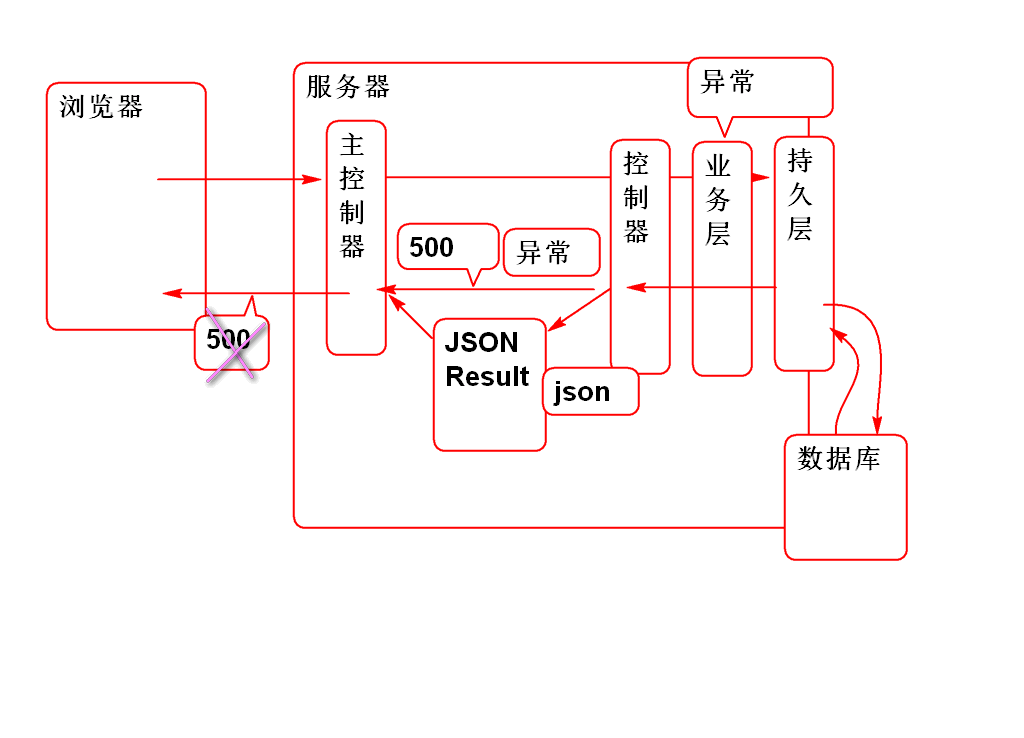 浏览器
服务器
异常
主
控
制
器
控
制
器
业
务
层
持
久
层
500
异常
500
JSON
Result
json
数据库